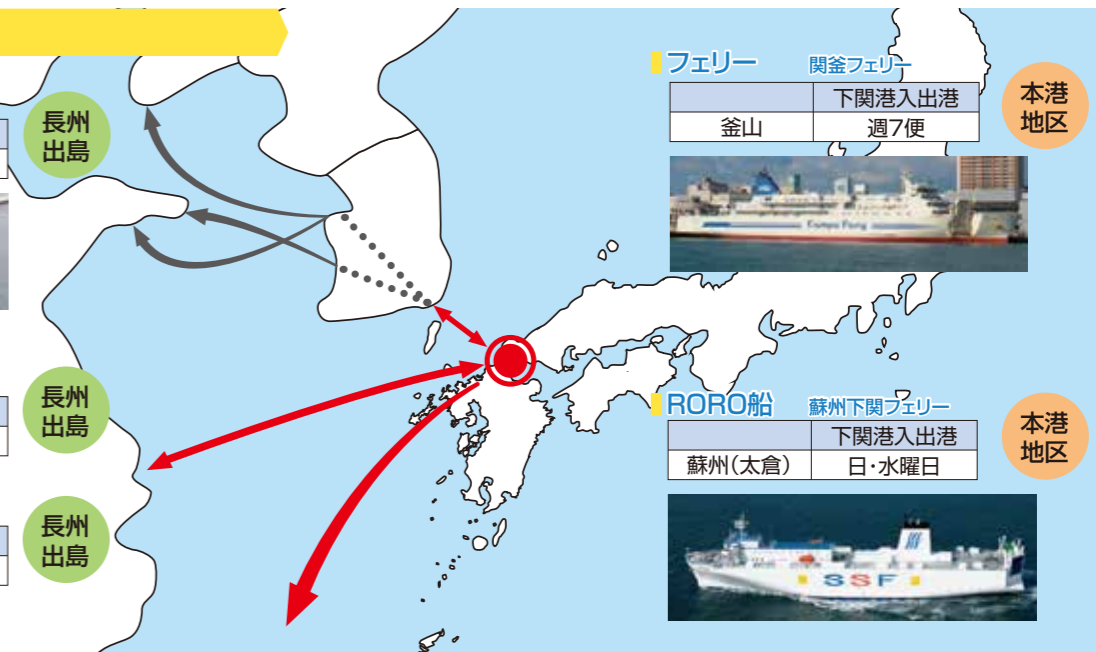 長州
出島
長州
出島
長州
出島
フェリー 関釜フェリー
下関港入出港
釜山 週7便
本港
地区
RORO船 蘇州下関フェリー
下関港入出港
蘇州(太倉) 日・水曜日
本港
地区
SSF